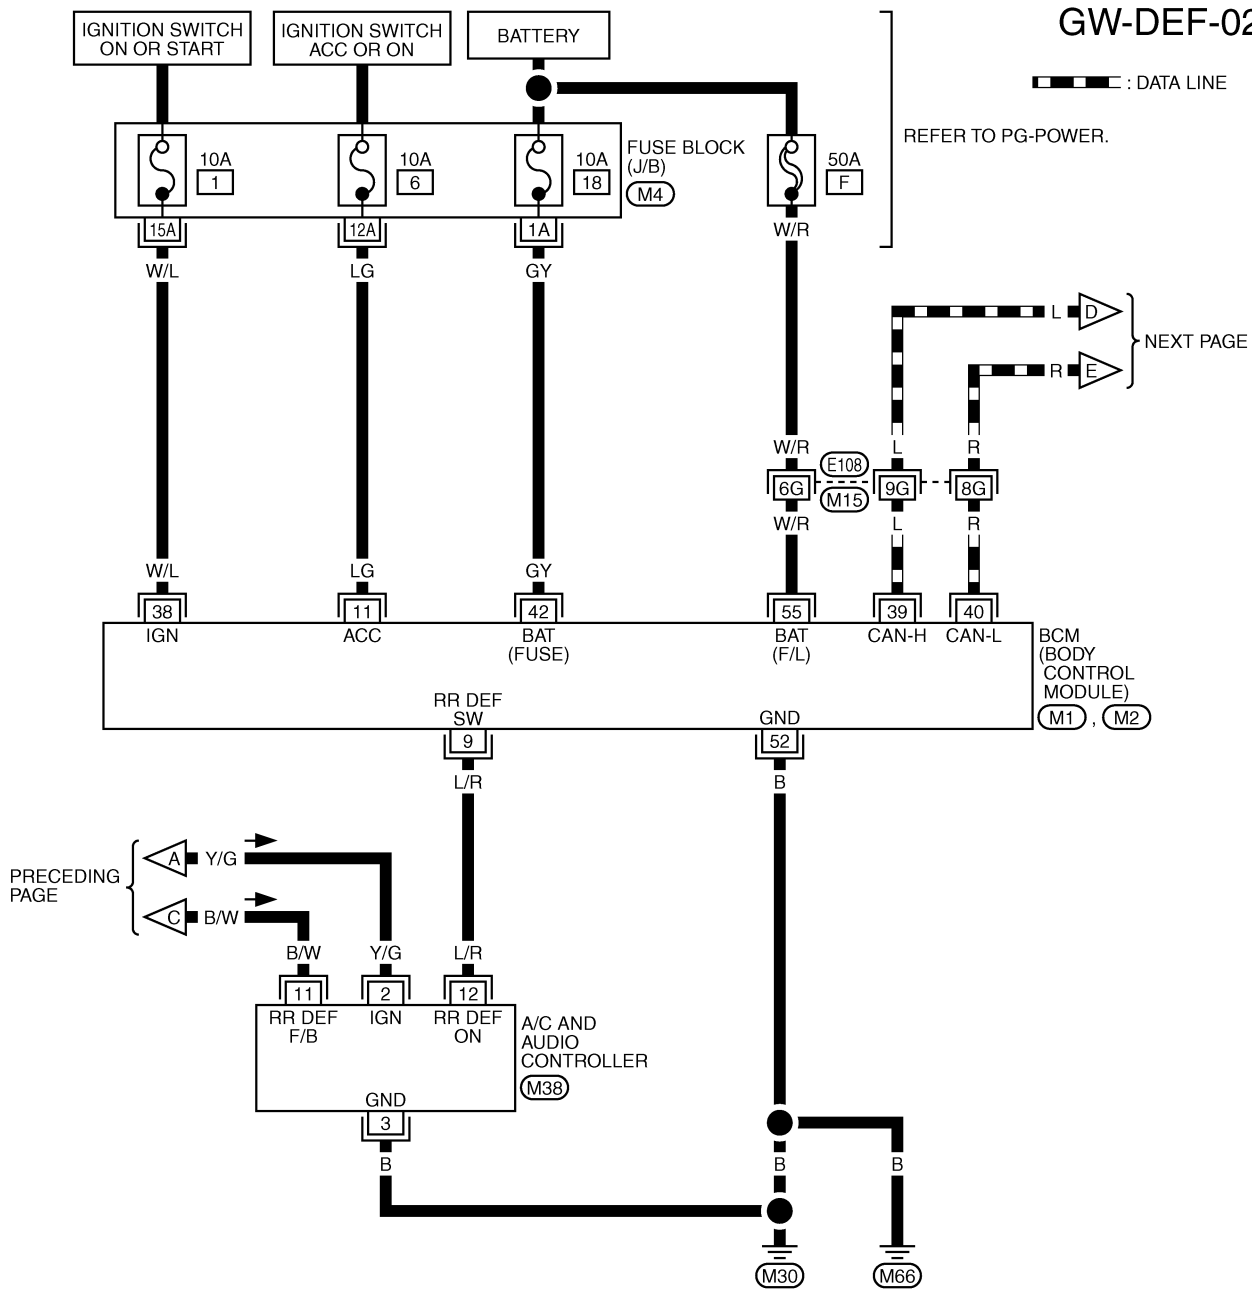 GW-DEF-02
IGNITION SWITCH
ON OR START
IGNITION SWITCH
ACC OR ON
BATTERY
: DATA LINE
REFER TO PG-POWER.
10A
1
10A
6
10A
18
FUSE BLOCK
(J/B)
M4
50A
F
15A
12A
1A
W/R
W/L
LG
GY
L
D
NEXT PAGE
R
E
W/R
L
R
E108
6G
9G
8G
M15
W/R
L
R
W/L
LG
GY
38
11
42
55
39
40
IGN
ACC
BAT
(FUSE)
BAT
(F/L)
CAN-H
CAN-L
BCM
(BODY
CONTROL
MODULE)
M1 , M2
RR DEF
SW
GND
9
52
L/R
B
PRECEDING
PAGE
A
Y/G
C
B/W
B/W
Y/G
L/R
11
2
12
RR DEF
F/B
IGN
RR DEF
ON
A/C AND
AUDIO
CONTROLLER
M38
GND
3
B
B
B
M30
M66